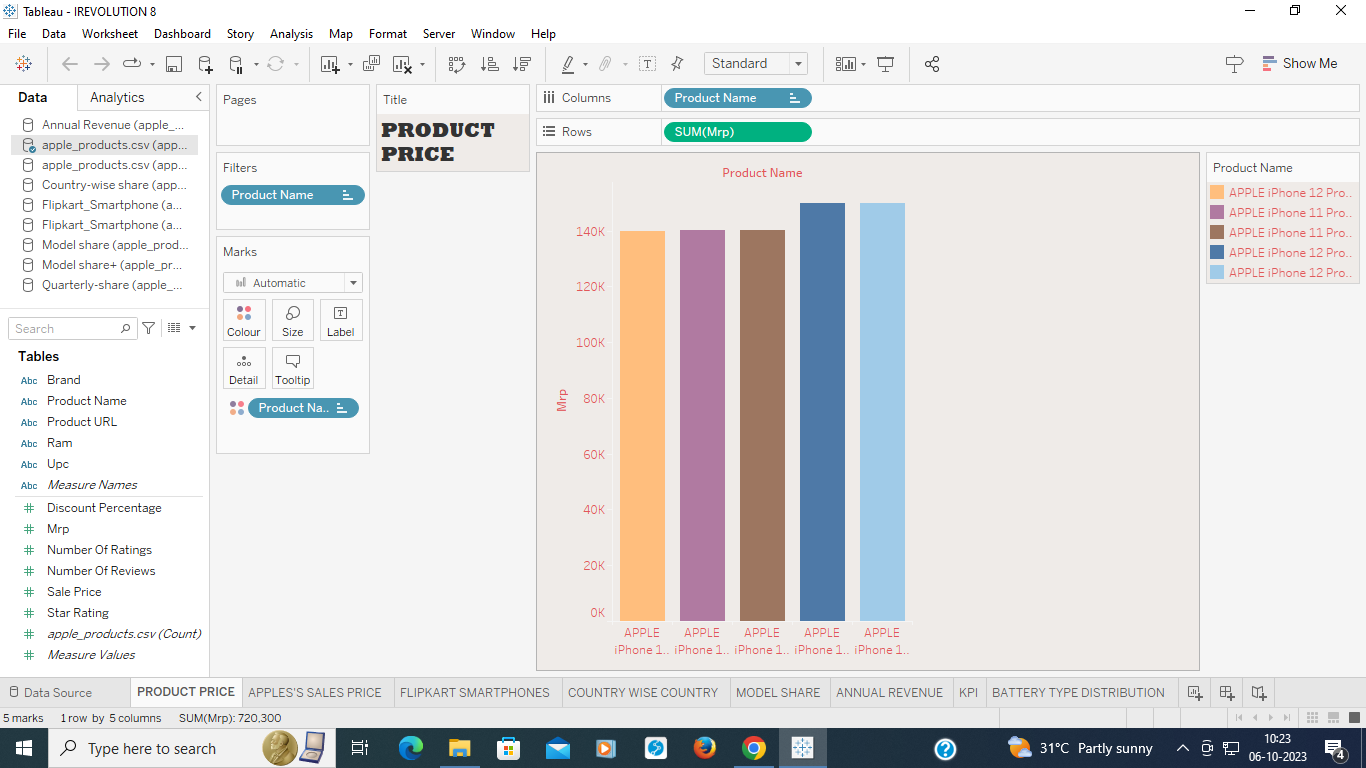 Tableau - IREVOLUTION 8
File Data Worksheet Dashboard Story Analysis Map Format Server Window Help
Standard
Show Me
Data Analytics
Annual Revenue (apple_...
apple_products.csv (app...
apple_products.csv (app...
Country-wise share (app...
Flipkart_Smartphone (a...
Flipkart_Smartphone (a...
Model share (apple_prod...
Model share+ (apple_pr...
Quarterly-share (apple_...
Search
Tables
Abc Brand
Abc Product Name
Abc Product URL
Abc Ram
Abc Upc
Abc Measure Names
# Discount Percentage
# Mrp
# Number Of Ratings
# Number Of Reviews
# Sale Price
# Star Rating
# apple_products.csv (Count)
# Measure Values
Pages
Filters
Product Name
Marks
Automatic
Colour Size Label
Detail Tooltip
Product Na..
Title
PRODUCT
PRICE
Columns Product Name
Rows SUM(Mrp)
Product Name
140K
120K
100K
80K
60K
40K
20K
0K
Mrp
APPLE APPLE APPLE APPLE APPLE
iPhone 1.. iPhone 1.. iPhone 1.. iPhone 1.. iPhone 1..
Product Name
APPLE iPhone 12 Pro..
APPLE iPhone 11 Pro..
APPLE iPhone 11 Pro..
APPLE iPhone 12 Pro..
APPLE iPhone 12 Pro..
Data Source PRODUCT PRICE APPLES'S SALES PRICE FLIPKART SMARTPHONES COUNTRY WISE COUNTRY MODEL SHARE ANNUAL REVENUE KPI BATTERY TYPE DISTRIBUTION
5 marks 1 row by 5 columns SUM(Mrp): 720,300
Type here to search
31°C Partly sunny
10:23
06-10-2023
4